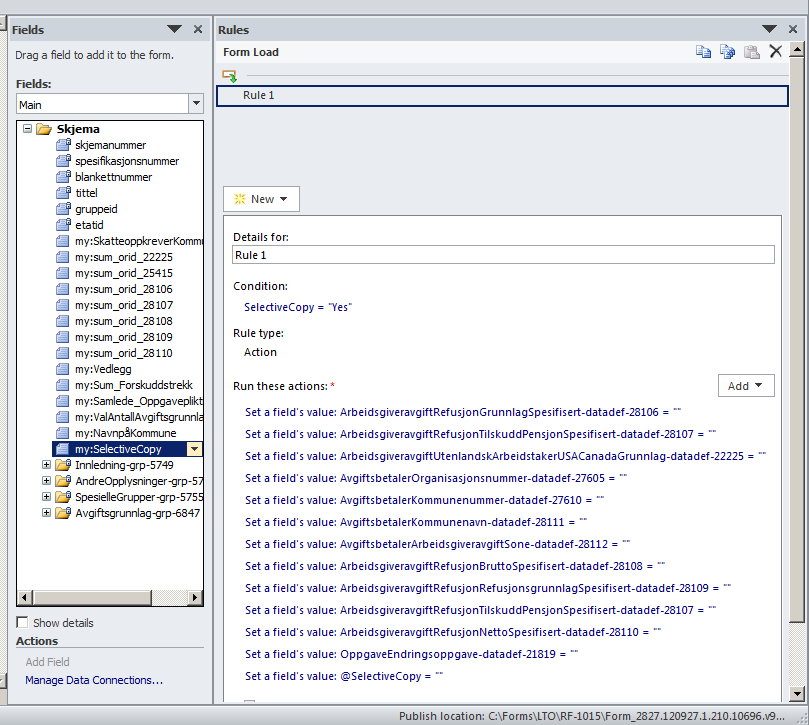 Fields
Drag a field to add it to the form.
Fields:
Main
Skjema
skjemanummer
spesifikasjonsnummer
blankettnummer
tittel
gruppeid
etatid
my:SkatteoppkreverKommu
my:sum_orid_22225
my:sum_orid_25415
my:sum_orid_28106
my:sum_orid_28107
my:sum_orid_28108
my:sum_orid_28109
my:sum_orid_28110
my:Vedlegg
my:Sum_Forskuddstrekk
my:Samlede_Oppgaveplikt
my:ValAntallAvgiftsgrunnla
my:NavnpåKommune
my:SelectiveCopy
Innledning-grp-5749
AndreOpplysninger-grp-57
SpesielleGrupper-grp-5755
Avgiftsgrunnlag-grp-6847
Show details
Actions
Add Field
Manage Data Connections...
Rules
Form Load
Rule 1
New
Details for:
Rule 1
Condition:
SelectiveCopy = "Yes"
Rule type:
Action
Run these actions: *
Add
Set a field's value: ArbeidsgiveravgiftRefusjonGrunnlagSpesifisert-datadef-28106 = ""
Set a field's value: ArbeidsgiveravgiftRefusjonTilskuddPensjonSpesifisert-datadef-28107 = ""
Set a field's value: ArbeidsgiveravgiftUtenlandskArbeidstakerUSACanadaGrunnlag-datadef-22225 = ""
Set a field's value: AvgiftsbetalerOrganisasjonsnummer-datadef-27605 = ""
Set a field's value: AvgiftsbetalerKommunenummer-datadef-27610 = ""
Set a field's value: AvgiftsbetalerKommunenavn-datadef-28111 = ""
Set a field's value: AvgiftsbetalerArbeidsgiveravgiftSone-datadef-28112 = ""
Set a field's value: ArbeidsgiveravgiftRefusjonBruttoSpesifisert-datadef-28108 = ""
Set a field's value: ArbeidsgiveravgiftRefusjonRefusjonsgrunnlagSpesifisert-datadef-28109 = ""
Set a field's value: ArbeidsgiveravgiftRefusjonTilskuddPensjonSpesifisert-datadef-28107 = ""
Set a field's value: ArbeidsgiveravgiftRefusjonNettoSpesifisert-datadef-28110 = ""
Set a field's value: OppgaveEndringsoppgave-datadef-21819 = ""
Set a field's value: @SelectiveCopy = ""
Publish location: C:\Forms\LTO\RF-1015\Form_2827.120927.1.210.10696.v9...